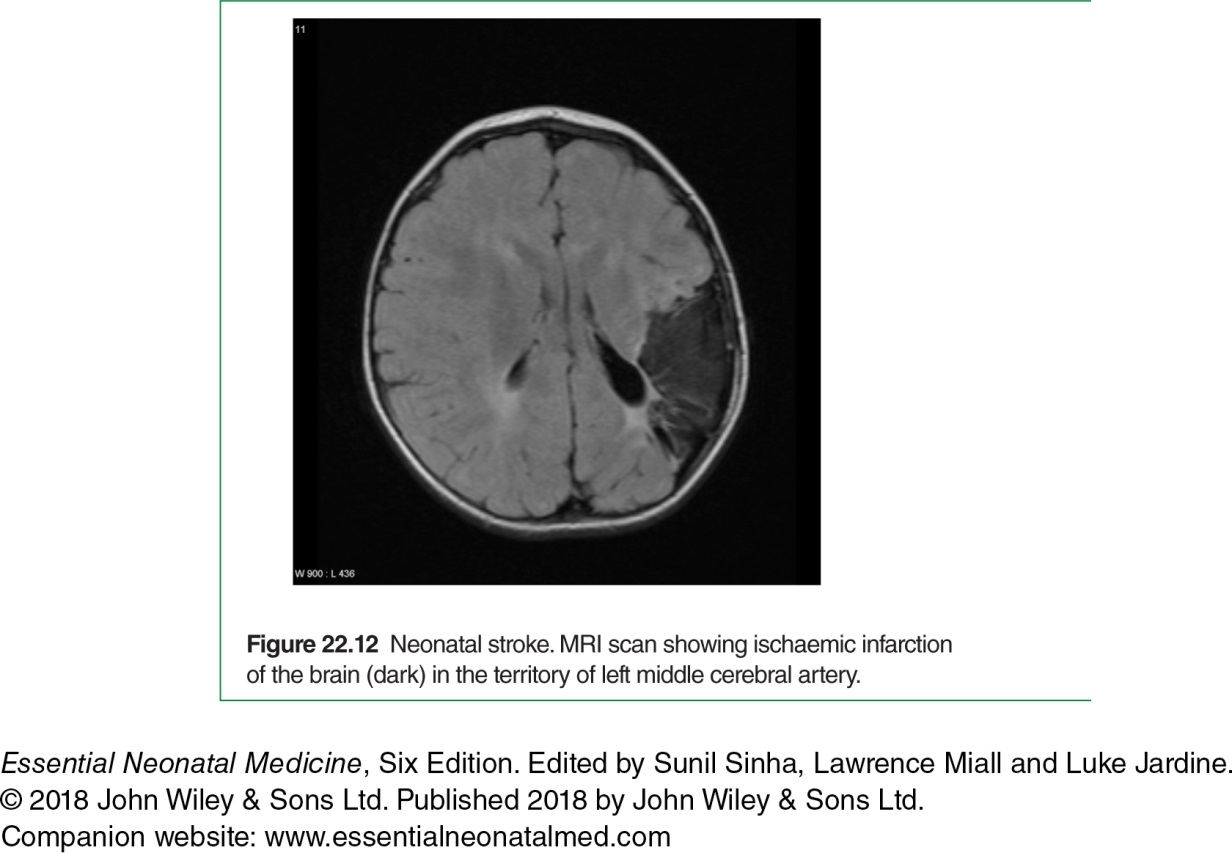 11
W 900 : L 436
Figure 22.12 Neonatal stroke. MRI scan showing ischaemic infarction
of the brain (dark) in the territory of left middle cerebral artery.
Essential Neonatal Medicine, Six Edition. Edited by Sunil Sinha, Lawrence Miall and Luke Jardine.
© 2018 John Wiley & Sons Ltd. Published 2018 by John Wiley & Sons Ltd.
Companion website: www.essentialneonatalmed.com